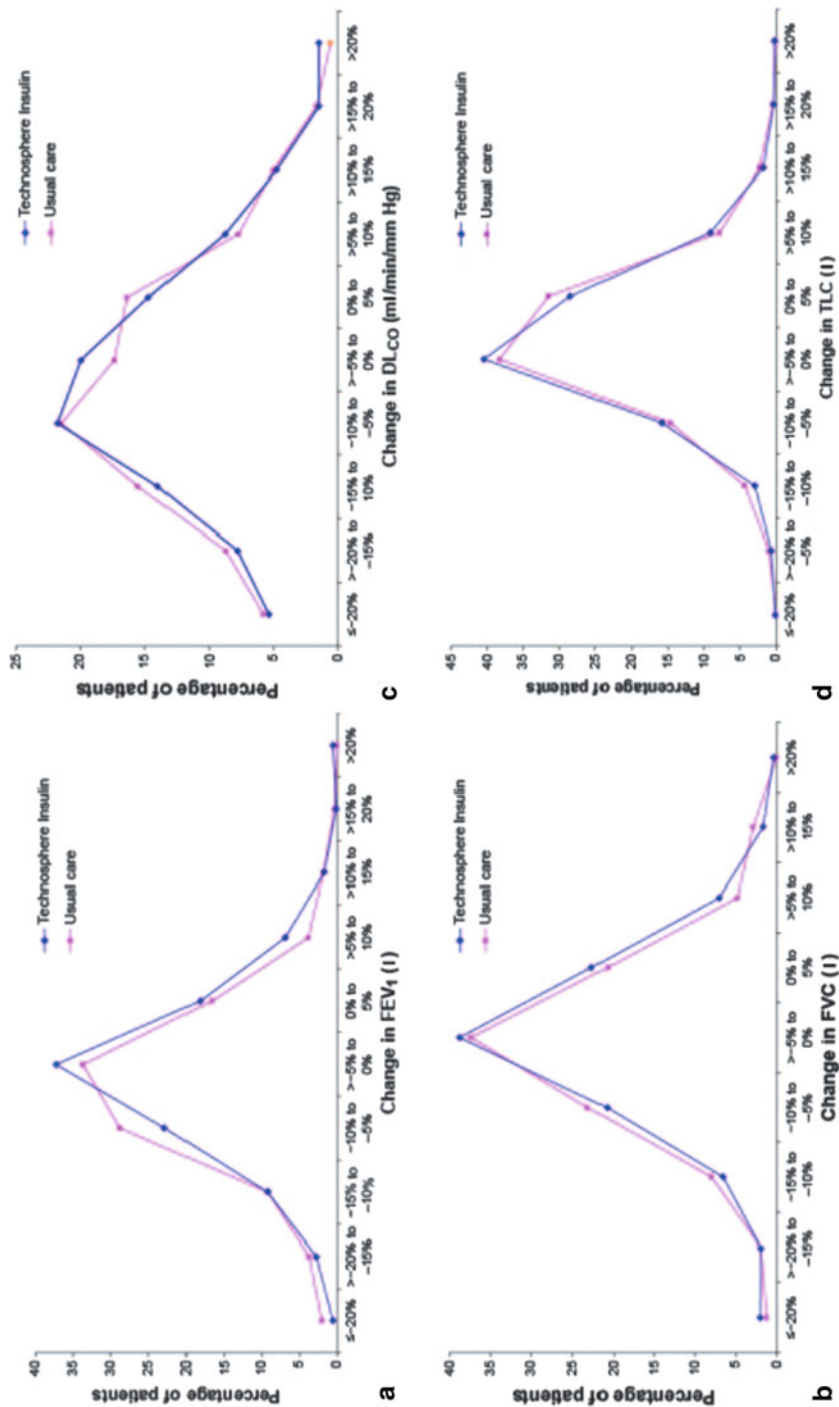 Technosphere Insulin
Usual care
Percentage of patients
40
35
30
25
20
15
10
5
0
≤–20% >–20% to –15% to –10% to >–5% to 0% to >5% to >10% to >15% to >20%
–15% –10% –5% 0% 5% 10% 15% 20%
Change in FEV1 (l)
a
Technosphere Insulin
Usual care
Percentage of patients
25
20
15
10
5
0
≤–20% >–20% to –15% to –10% to >–5% to 0% to >5% to >10% to >15% to >20%
–15% –10% –5% 0% 5% 10% 15% 20%
Change in DLCO (ml/min/mm Hg)
c
Technosphere Insulin
Usual care
Percentage of patients
40
35
30
25
20
15
10
5
0
≤–20% >–20% to –15% to –10% to >–5% to 0% to >5% to >10% to >20%
–15% –10% –5% 0% 5% 10% 15%
Change in FVC (l)
b
Technosphere Insulin
Usual care
Percentage of patients
45
40
35
30
25
20
15
10
5
0
≤–20% >–20% to –15% to –10% to >–5% to 0% to >5% to >10% to >15% to >20%
–5% –10% –5% 0% 5% 10% 15% 20%
Change in TLC (l)
d